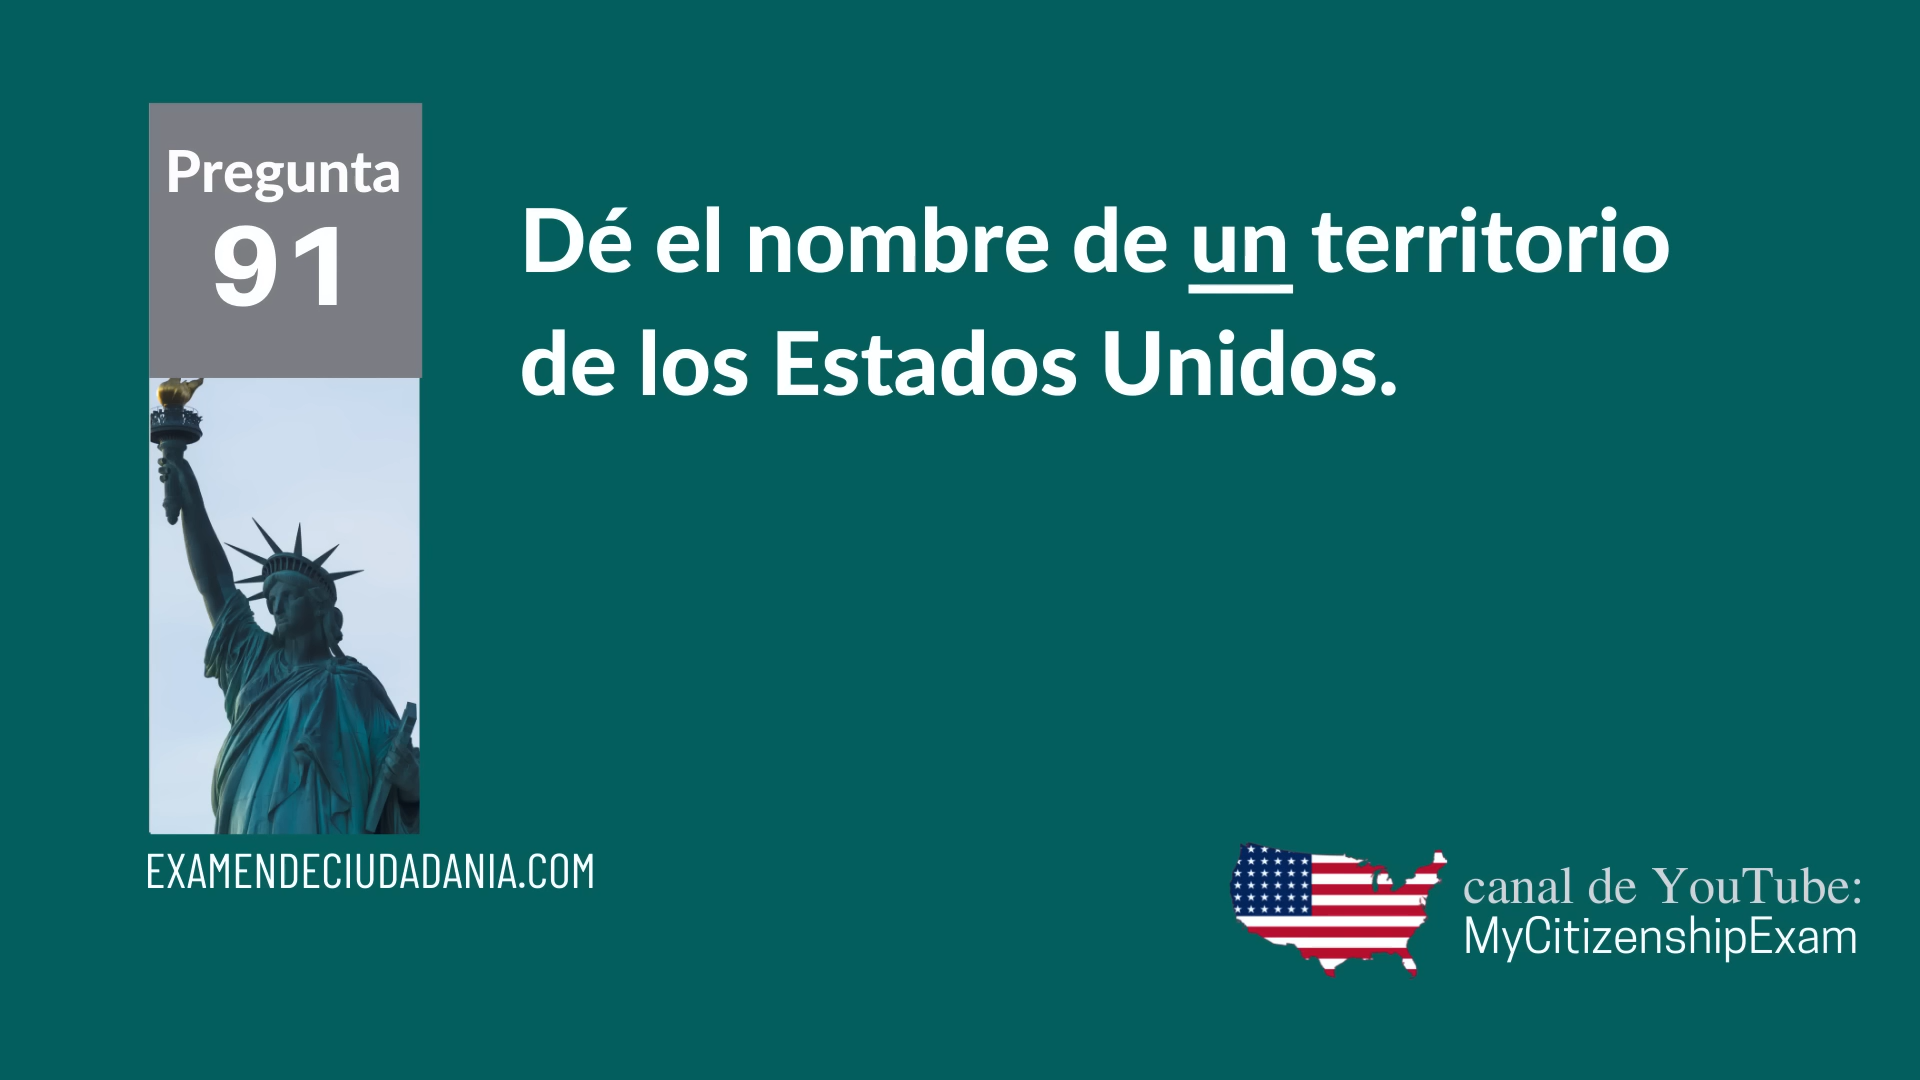 Pregunta
91
Dé el nombre de un territorio
de los Estados Unidos.
EXAMENDECIUDADANIA.COM
canal de YouTube:
MyCitizenshipExam